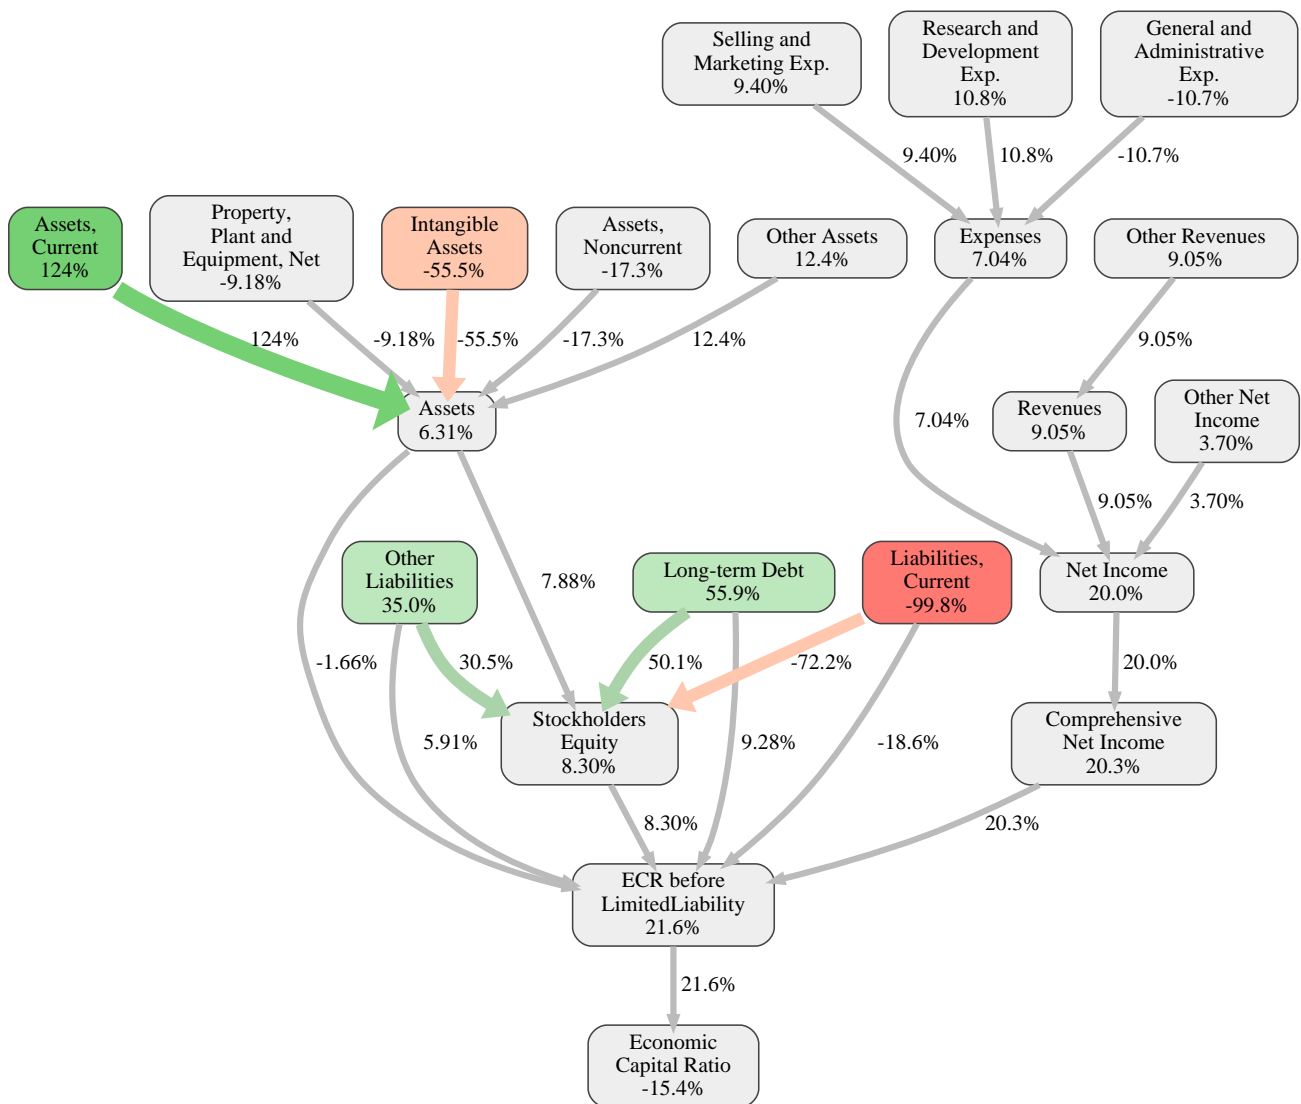 Selling and
Marketing Exp.
9.40%
Research and
Development
Exp.
10.8%
General and
Administrative
Exp.
-10.7%
9.40%
10.8%
-10.7%
Assets,
Current
124%
Property,
Plant and
Equipment, Net
-9.18%
Intangible
Assets
-55.5%
Assets,
Noncurrent
-17.3%
Other Assets
12.4%
Expenses
7.04%
Other Revenues
9.05%
124%
-9.18%
-55.5%
-17.3%
12.4%
9.05%
Assets
6.31%
7.04%
Revenues
9.05%
Other Net
Income
3.70%
9.05%
3.70%
Other
Liabilities
35.0%
7.88%
Long-term Debt
55.9%
Liabilities,
Current
-99.8%
Net Income
20.0%
-1.66%
30.5%
50.1%
-72.2%
20.0%
5.91%
Stockholders
Equity
8.30%
9.28%
-18.6%
Comprehensive
Net Income
20.3%
8.30%
20.3%
ECR before
LimitedLiability
21.6%
21.6%
Economic
Capital Ratio
-15.4%